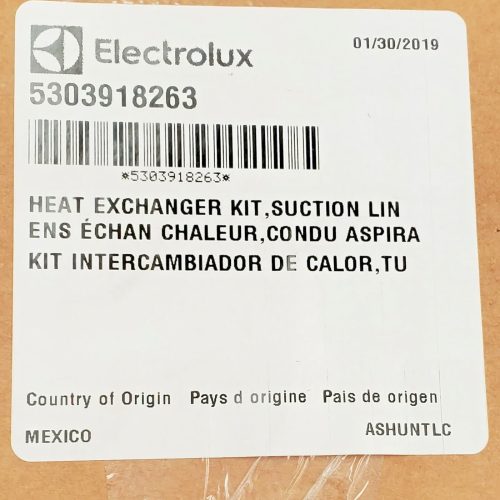 Electrolux
01/30/2019
5303918263
*5303918263*
HEAT EXCHANGER KIT,SUCTION LIN
ENS ÉCHAN CHALEUR,CONDU ASPIRA
KIT INTERCAMBIADOR DE CALOR,TU
Country of Origin Pays d origine Pais de origen
MEXICO
ASHUNTLC